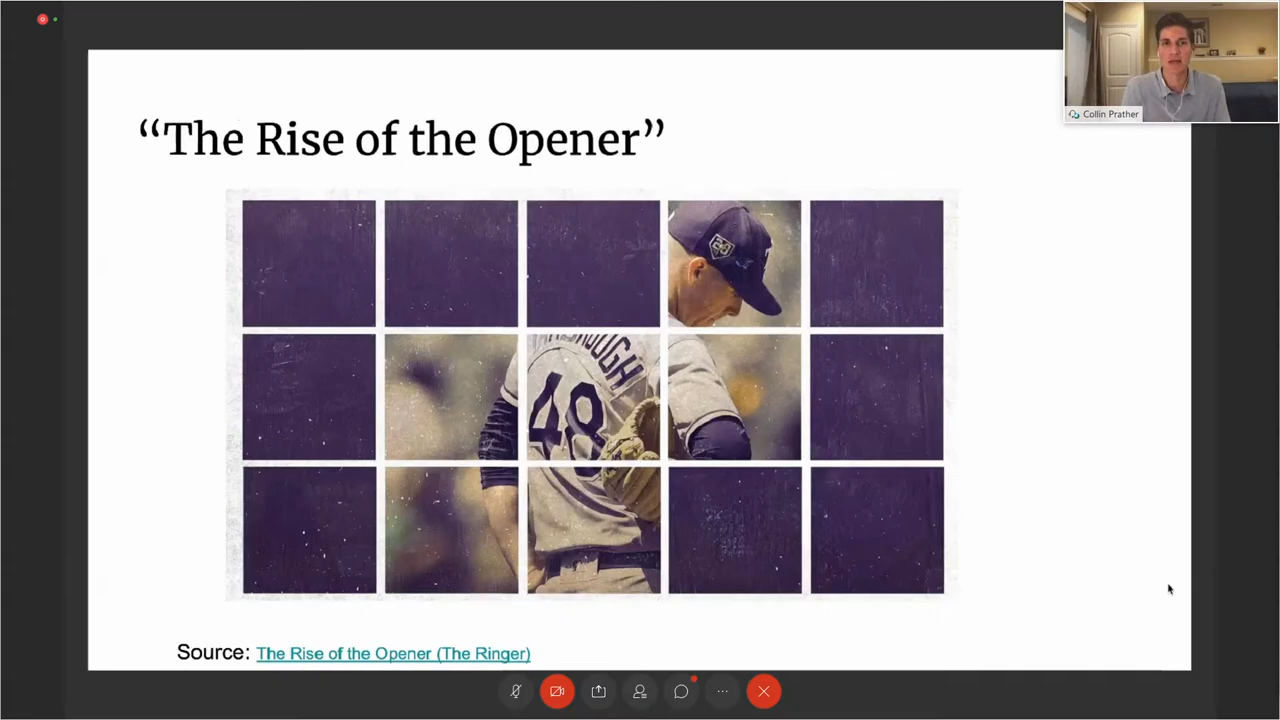 Collin Prather
“The Rise of the Opener”
48
Source: The Rise of the Opener (The Ringer)